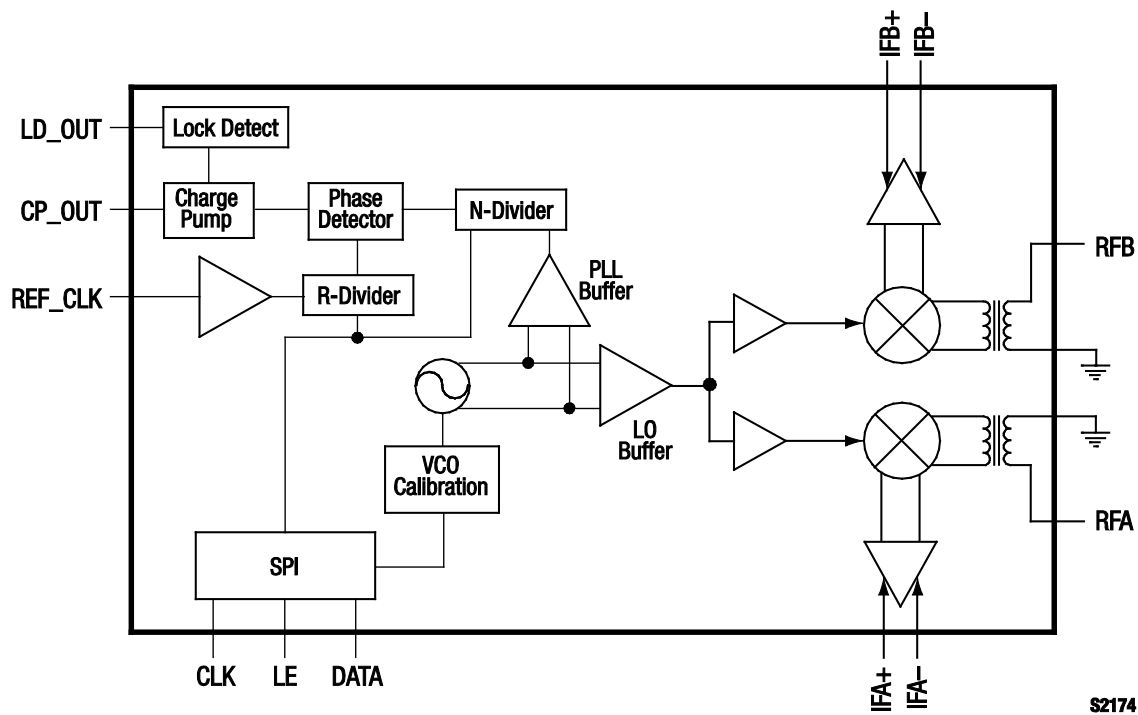 IFB+
IFB–
LD_OUT
Lock Detect
CP_OUT
Charge
Pump
Phase
Detector
N-Divider
RFB
REF_CLK
R-Divider
PLL
Buffer
LO
Buffer
VCO
Calibration
RFA
SPI
CLK
LE
DATA
IFA+
IFA–
S2174